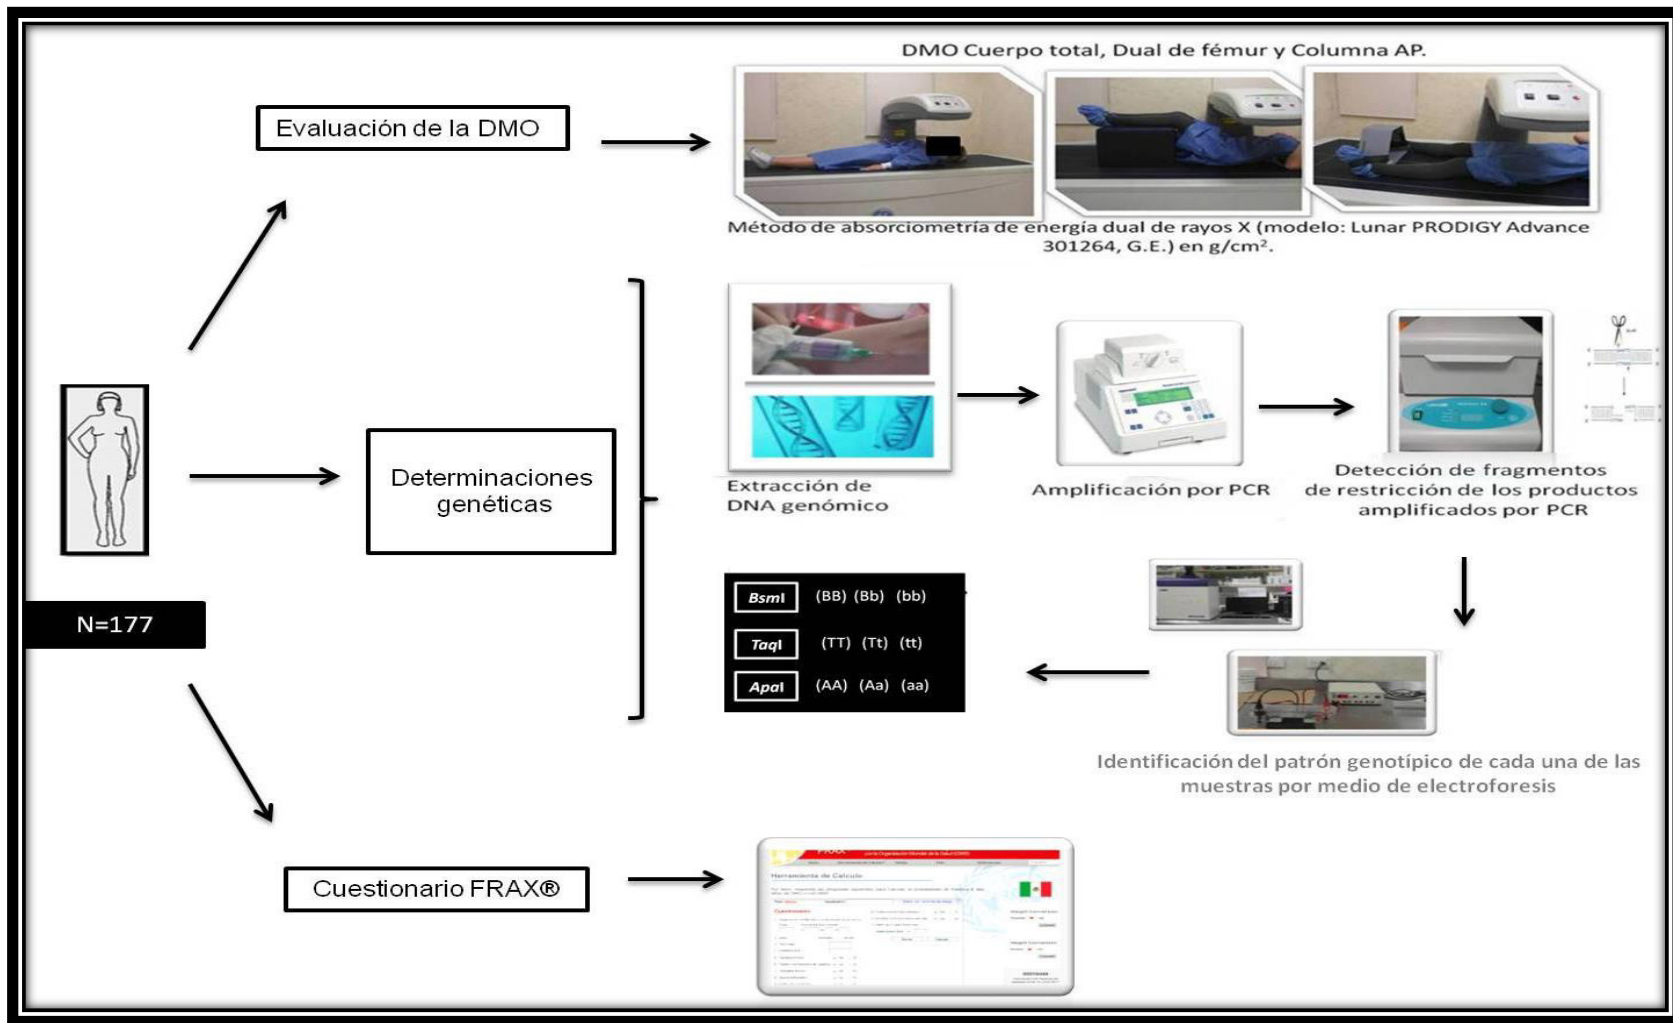 DMO Cuerpo total, Dual de fémur y Columna AP.
Evaluación de la DMO
Método de absorciometría de energía dual de rayos X (modelo: Lunar PRODIGY Advance
301264, G.E.) en g/cm².
Determinaciones
genéticas
Extracción de
DNA genómico
Amplificación por PCR
Detección de fragmentos
de restricción de los productos
amplificados por PCR
N=177
BsmI (BB) (Bb) (bb)
TaqI (TT) (Tt) (tt)
ApaI (AA) (Aa) (aa)
Identificación del patrón genotípico de cada una de las
muestras por medio de electroforesis
Cuestionario FRAX®
FRAX
Herramienta de Calculo